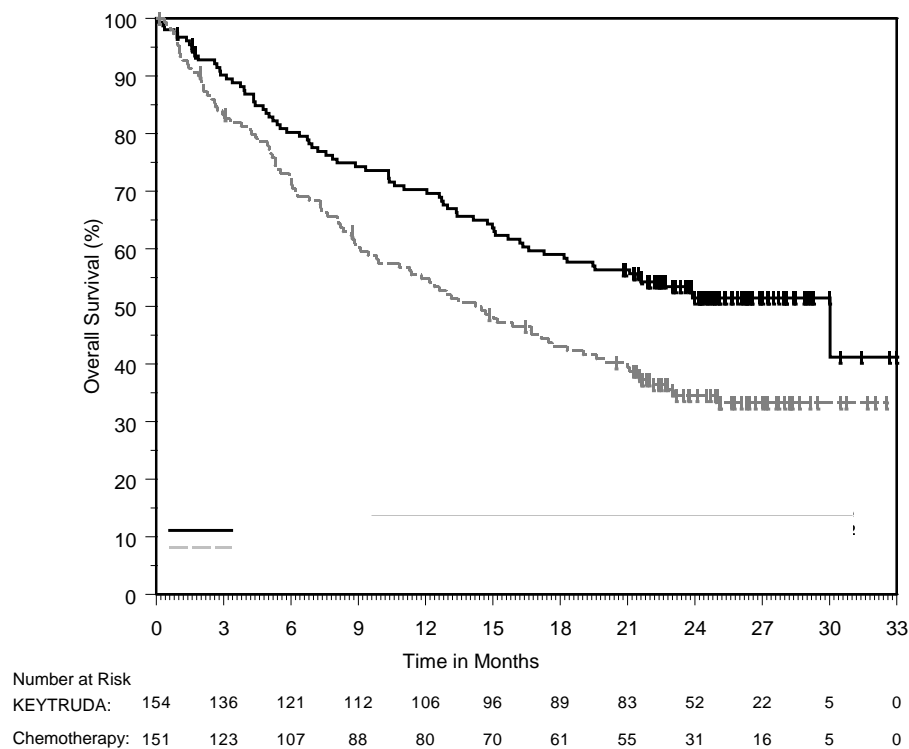 100
90
80
70
60
50
40
30
20
10
0
Overall Survival (%)
0 3 6 9 12 15 18 21 24 27 30 33
Time in Months
Number at Risk
KEYTRUDA: 154 136 121 112 106 96 89 83 52 22 5 0
Chemotherapy: 151 123 107 88 80 70 61 55 31 16 5 0